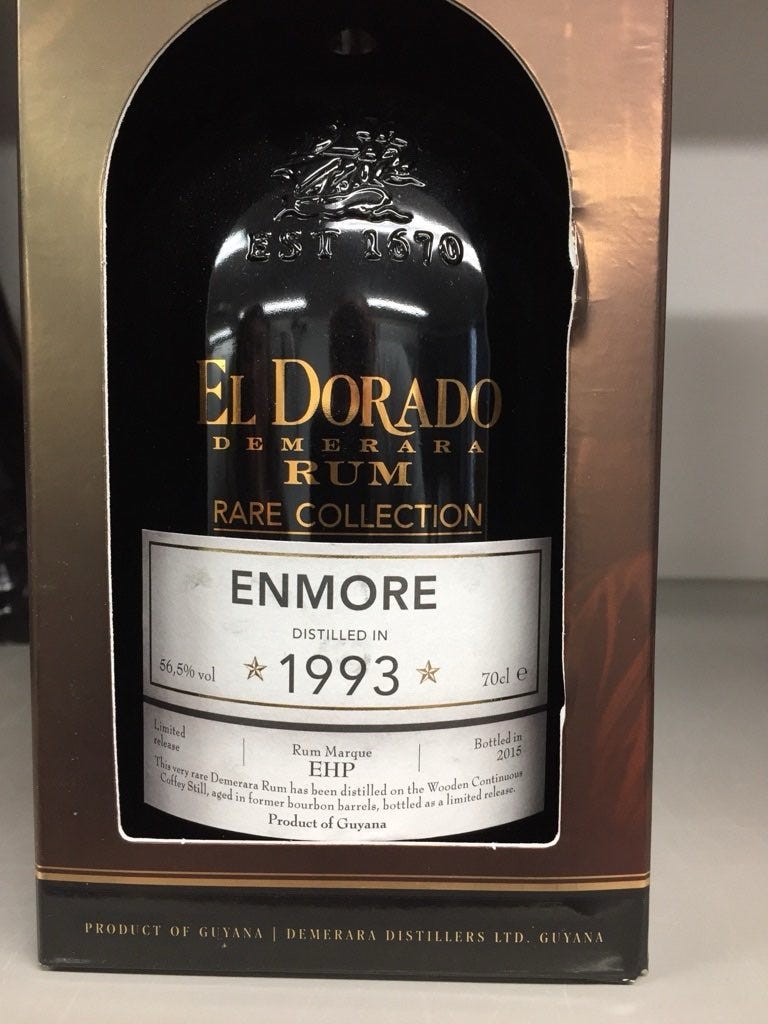 EST 1670
EL DORADO
DEMERARA
RUM
RARE COLLECTION
ENMORE
DISTILLED IN
56,5% vol ☆ 1993 ☆ 70cl ℮
Limited release | Rum Marque EHP | Bottled in 2015
This very rare Demerara Rum has been distilled on the Wooden Continuous
Coffey Still, aged in former bourbon barrels, bottled as a limited release.
Product of Guyana
PRODUCT OF GUYANA | DEMERARA DISTILLERS LTD. GUYANA